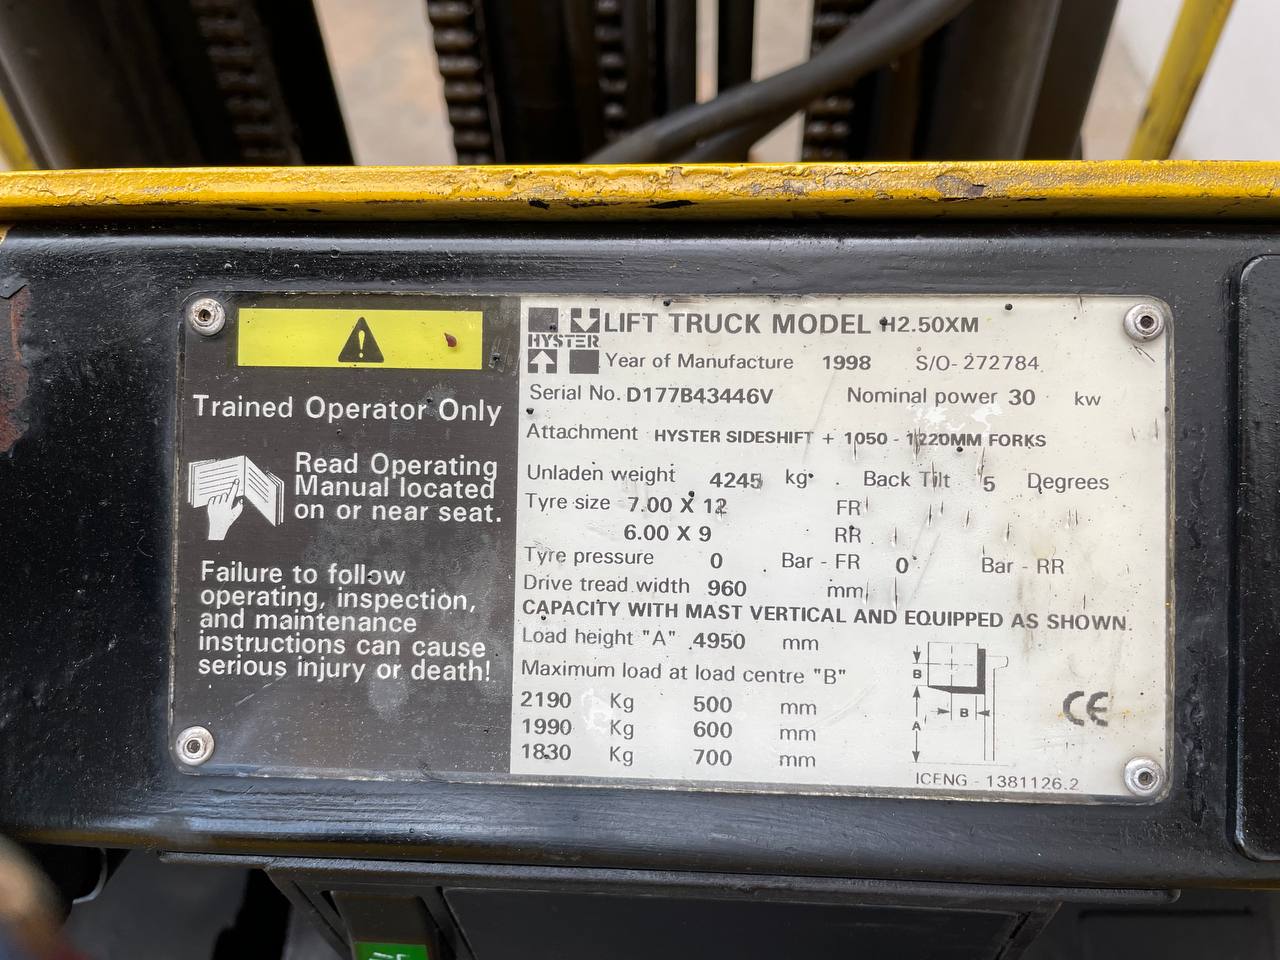 Trained Operator Only
Read Operating
Manual located
on or near seat.
Failure to follow
operating, inspection,
and maintenance
instructions can cause
serious injury or death!
HYSTER
LIFT TRUCK MODEL H2.50XM
Year of Manufacture 1998 S/O-272784
Serial No. D177B43446V Nominal power 30 kw
Attachment HYSTER SIDESHIFT + 1050 - 1220MM FORKS
Unladen weight 4245 kg. Back Tilt 5 Degrees
Tyre size 7.00 X 12 FR
6.00 X 9 RR
Tyre pressure 0 Bar - FR 0 Bar - RR
Drive tread width 960 mm
CAPACITY WITH MAST VERTICAL AND EQUIPPED AS SHOWN.
Load height "A" 4950 mm
Maximum load at load centre "B"
2190 Kg 500 mm
1990 Kg 600 mm
1830 Kg 700 mm
B
B
A
CE
ICENG - 1381126.2